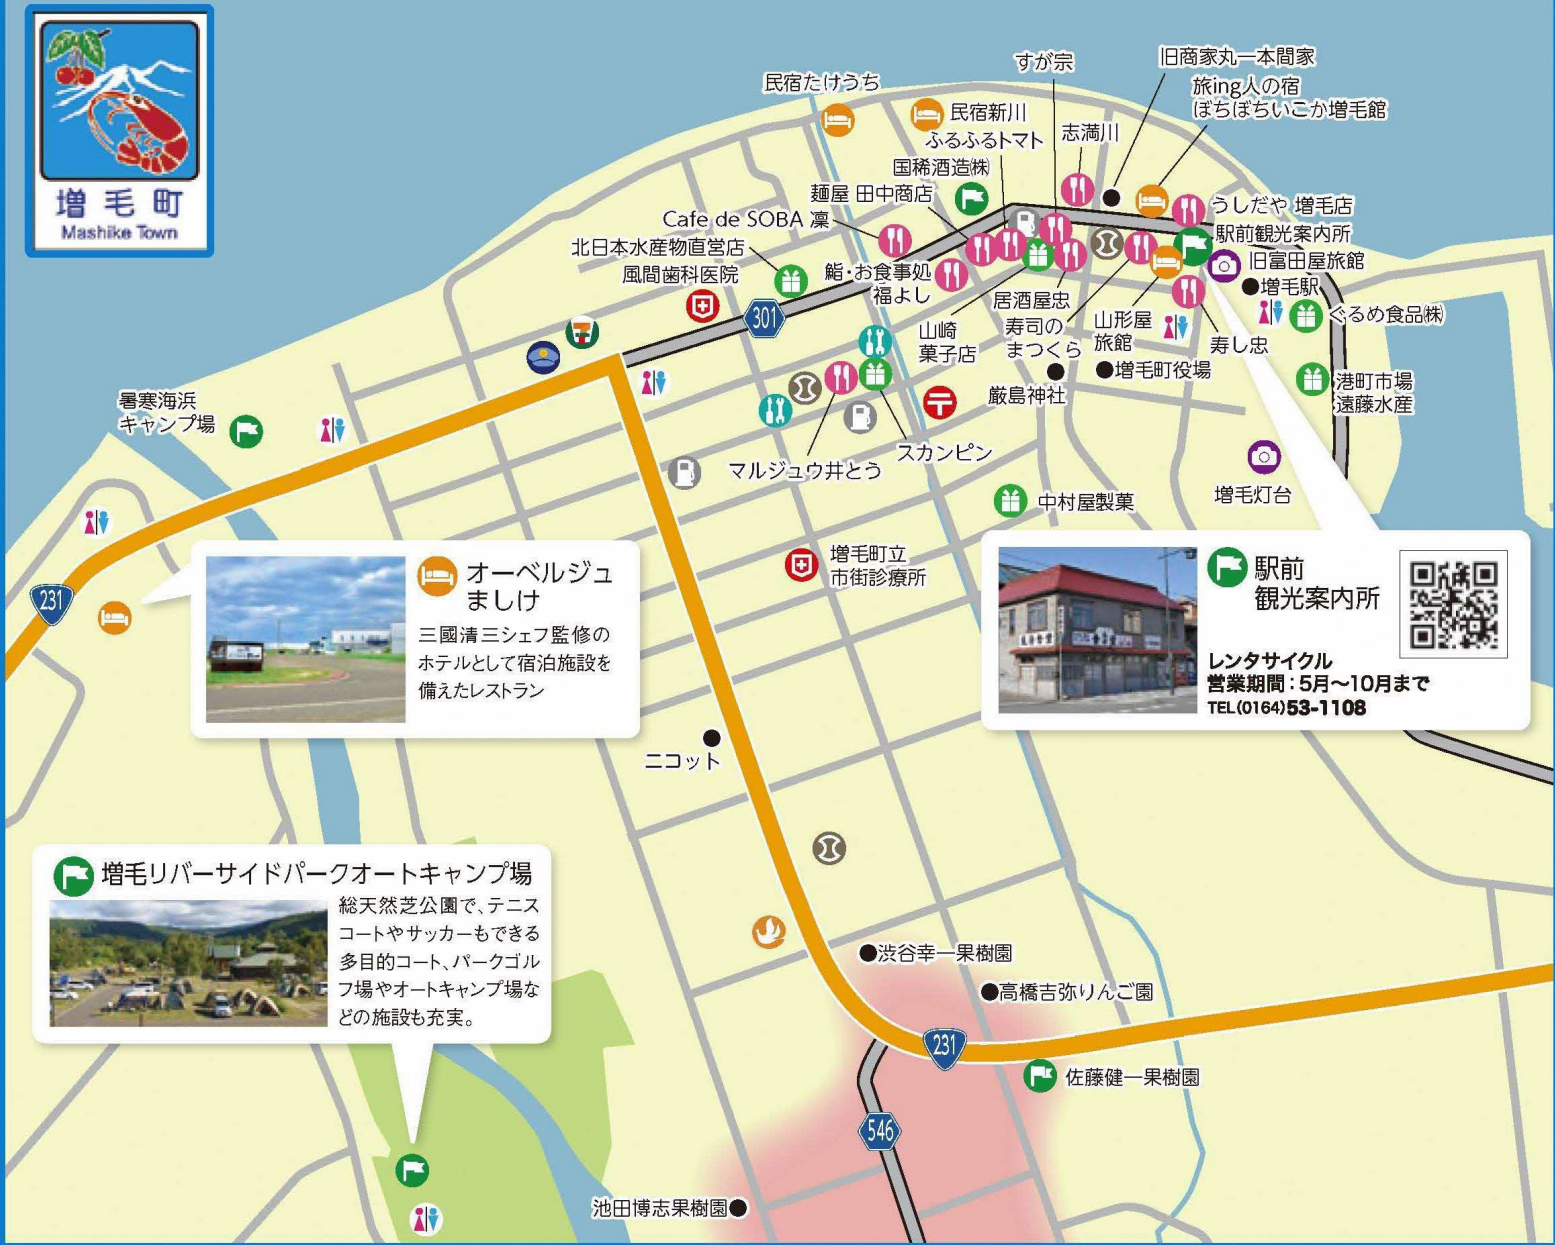 増毛町
Mashike Town
民宿たけうち
民宿新川
すが宗
旧商家丸一本間家
旅ing人の宿
ぽちぽちいこか増毛館
志満川
ふるふるトマト
国稀酒造㈱
麺屋 田中商店
Cafe de SOBA 凜
北日本水産物直営店
風間歯科医院
鮨・お食事処
福よし
うしだや 増毛店
駅前観光案内所
旧富田屋旅館
増毛駅
ぐるめ食品㈱
港町市場
遠藤水産
寿し忠
山形屋
旅館
増毛町役場
居酒屋忠
寿司の
まつくら
厳島神社
山崎
菓子店
301
7
暑寒海浜
キャンプ場
マルジュウ井とう
スカンピン
増毛灯台
中村屋製菓
増毛町立
市街診療所
231
オーベルジュ
ましけ
三國清三シェフ監修の
ホテルとして宿泊施設を
備えたレストラン
駅前
観光案内所
レンタサイクル
営業期間：5月～10月まで
TEL(0164)53-1108
ニコット
増毛リバーサイドパークオートキャンプ場
総天然芝公園で、テニス
コートやサッカーもできる
多目的コート、パークゴル
フ場やオートキャンプ場な
どの施設も充実。
渋谷幸一果樹園
高橋吉弥りんご園
231
佐藤健一果樹園
546
池田博志果樹園